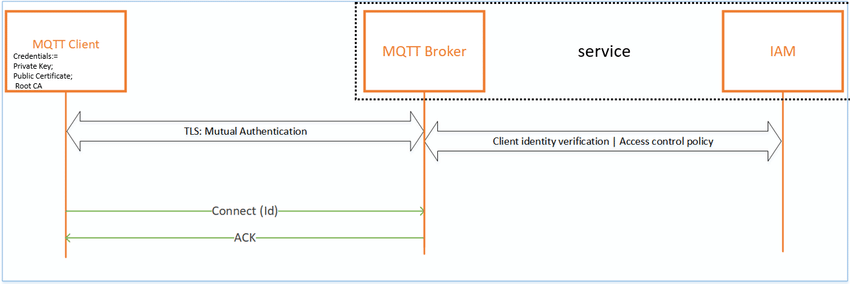 MQTT Client
Credentials:=
Private Key;
Public Certificate;
Root CA
MQTT Broker
service
IAM
TLS: Mutual Authentication
Client identity verification | Access control policy
Connect (Id)
ACK